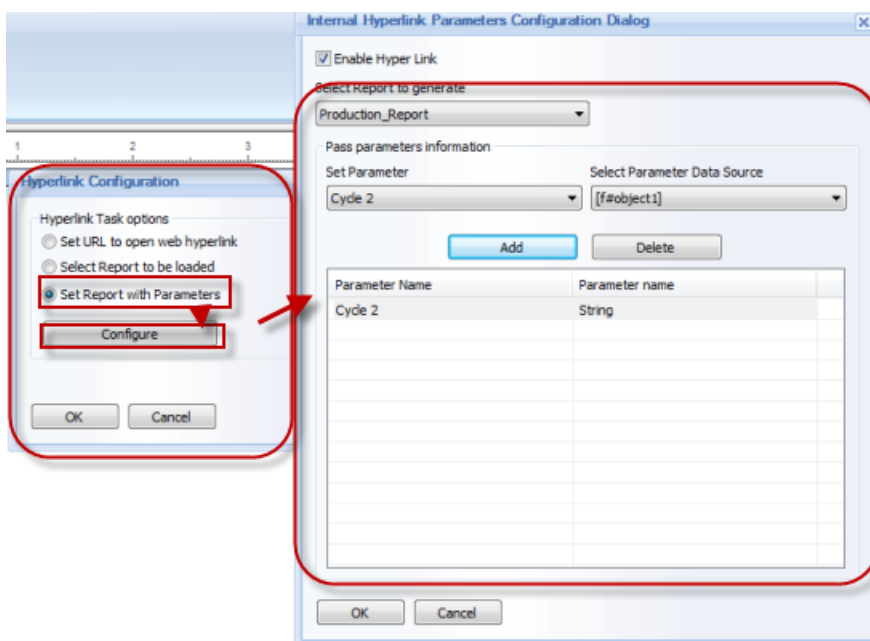 Internal Hyperlink Parameters Configuration Dialog
Enable Hyper Link
Select Report to generate
Production_Report
Pass parameters information
Set Parameter Select Parameter Data Source
Cycle 2 [f#object1]
Add Delete
Parameter Name Parameter name
Cycle 2 String
OK Cancel
1 2 3
Hyperlink Configuration
Hyperlink Task options
Set URL to open web hyperlink
Select Report to be loaded
Set Report with Parameters
Configure
OK Cancel